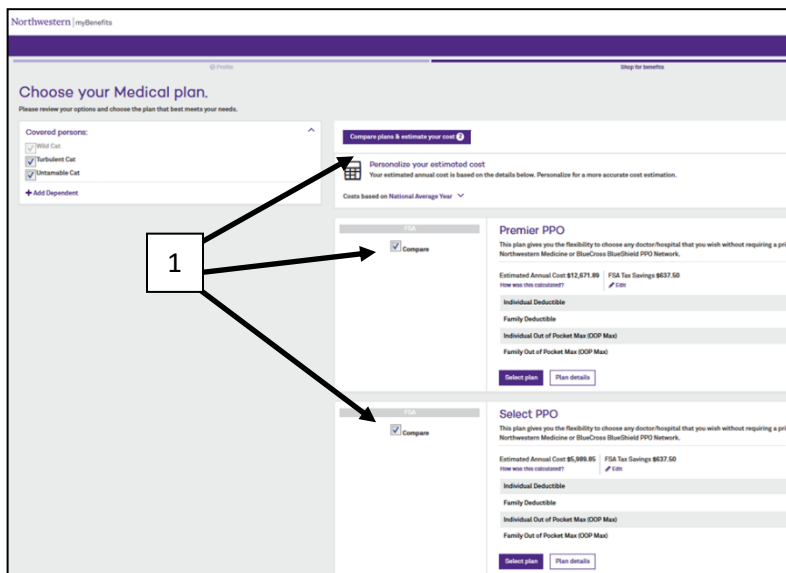 Northwestern | myBenefits
Profile
Shop for benefits
Choose your Medical plan.
Please review your options and choose the plan that best meets your needs.
Covered persons:
Wild Cat
Turbulent Cat
Untamable Cat
+ Add Dependent
Compare plans & estimate your cost 2
Personalize your estimated cost
Your estimated annual cost is based on the details below. Personalize for a more accurate cost estimation.
Costs based on National Average Year
1
FSA
Compare
Premier PPO
This plan gives you the flexibility to choose any doctor/hospital that you wish without requiring a pri
Northwestern Medicine or BlueCross BlueShield PPO Network.
Estimated Annual Cost $12,671.89
FSA Tax Savings $637.50
How was this calculated?
Edit
Individual Deductible
Family Deductible
Individual Out of Pocket Max (OOP Max)
Family Out of Pocket Max (OOP Max)
Select plan
Plan details
FSA
Compare
Select PPO
This plan gives you the flexibility to choose any doctor/hospital that you wish without requiring a pri
Northwestern Medicine or BlueCross BlueShield PPO Network.
Estimated Annual Cost $5,989.85
FSA Tax Savings $637.50
How was this calculated?
Edit
Individual Deductible
Family Deductible
Individual Out of Pocket Max (OOP Max)
Family Out of Pocket Max (OOP Max)
Select plan
Plan details